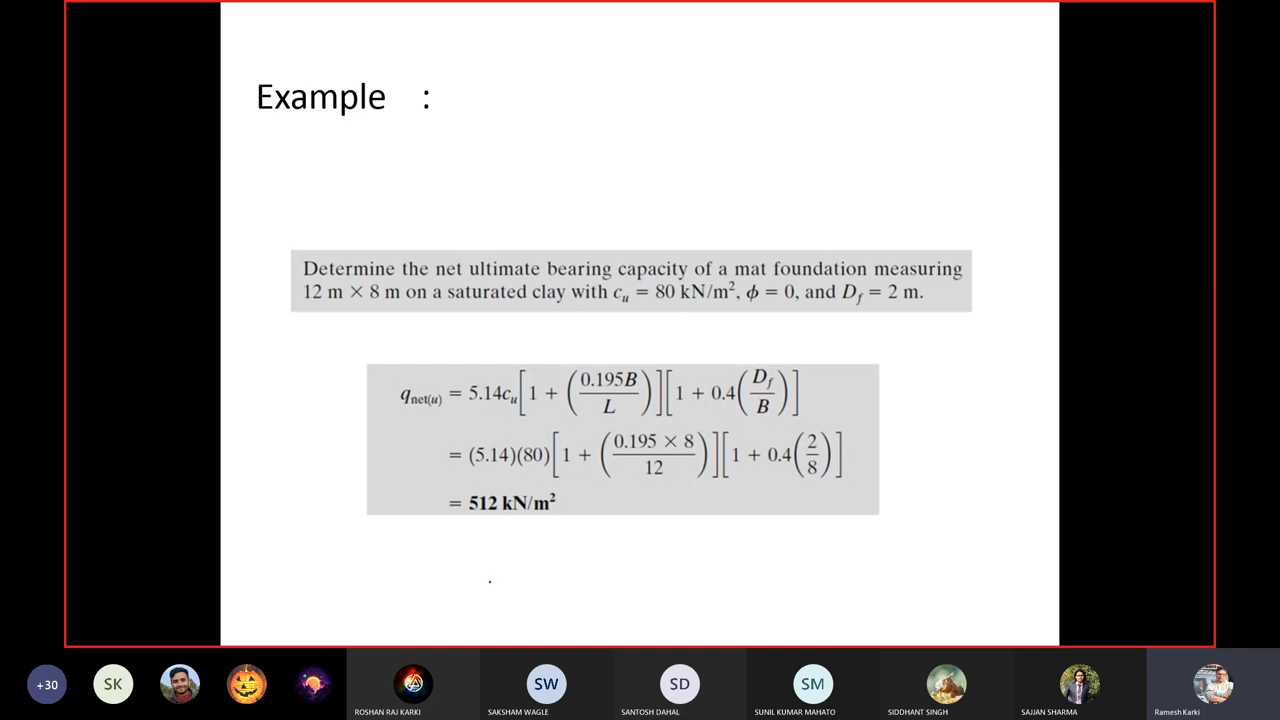 Example :
Determine the net ultimate bearing capacity of a mat foundation measuring
12 m × 8 m on a saturated clay with c_u = 80 kN/m², ϕ = 0, and D_f = 2 m.
q_net(u) = 5.14c_u[1 + (0.195B/L)][1 + 0.4(D_f/B)]
= (5.14)(80)[1 + (0.195 × 8/12)][1 + 0.4(2/8)]
= 512 kN/m²
+30 SK SW SD SM
ROSHAN RAJ KARKI SAKSHAM WAGLE SANTOSH DAHAL SUNIL KUMAR MAHATO SIDDHANT SINGH SAJJAN SHARMA Ramesh Karki